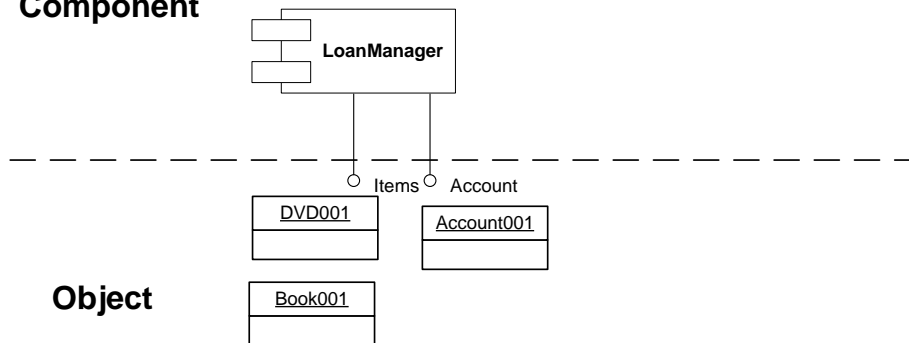 Component
LoanManager
Items Account
DVD001
Account001
Object
Book001